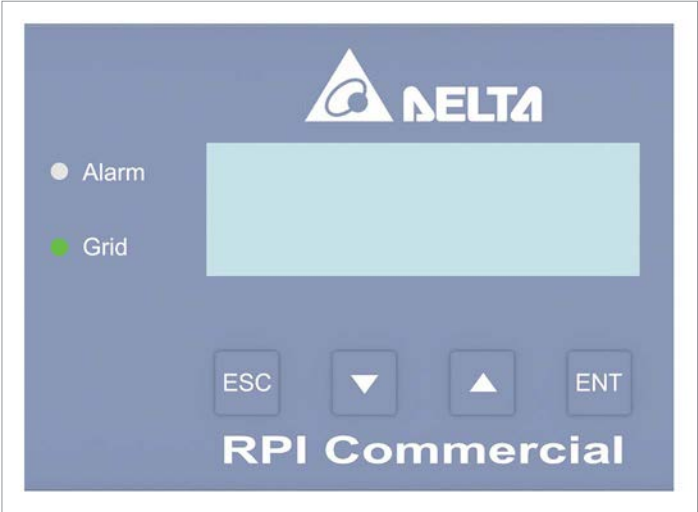 DELTA
Alarm
Grid
ESC ▼ ▲ ENT
RPI Commercial